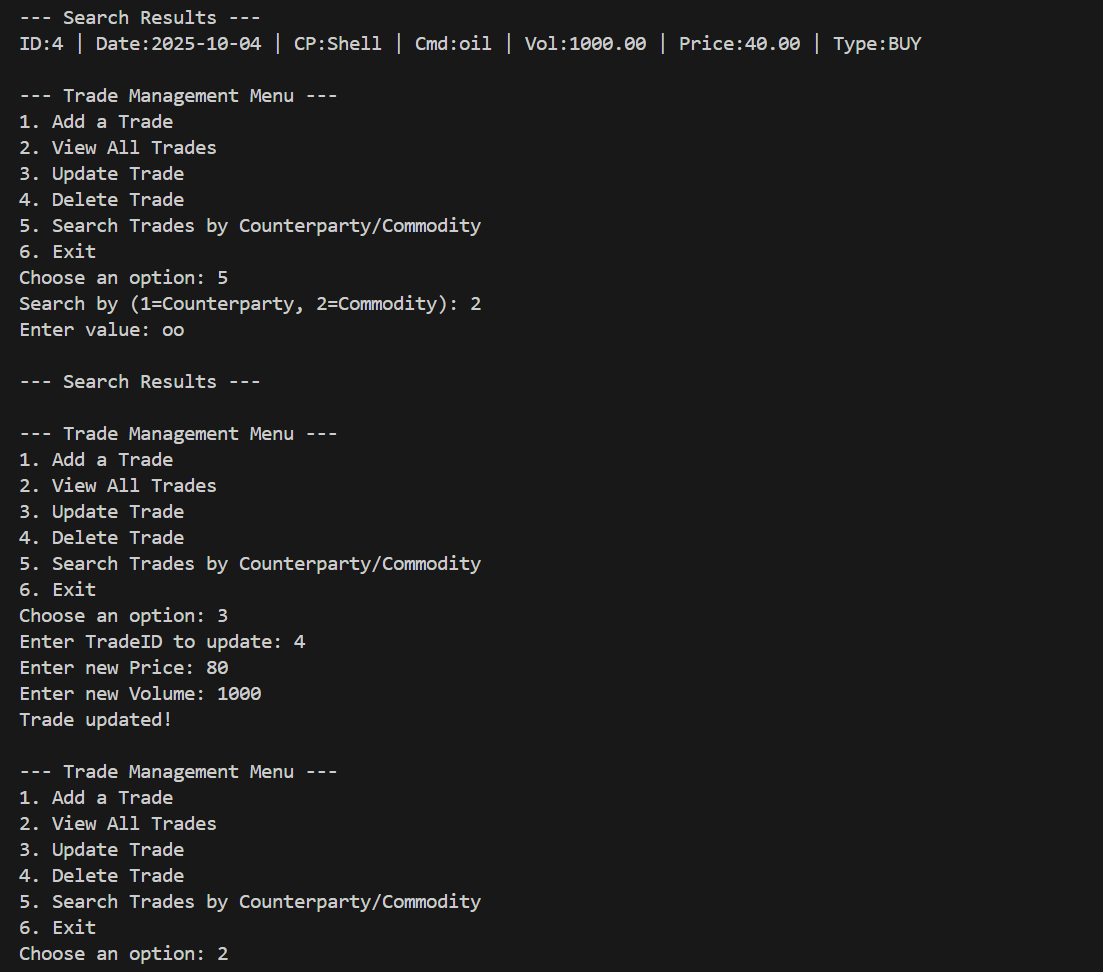 --- Search Results ---
ID:4 | Date:2025-10-04 | CP:Shell | Cmd:oil | Vol:1000.00 | Price:40.00 | Type:BUY
--- Trade Management Menu ---
1. Add a Trade
2. View All Trades
3. Update Trade
4. Delete Trade
5. Search Trades by Counterparty/Commodity
6. Exit
Choose an option: 5
Search by (1=Counterparty, 2=Commodity): 2
Enter value: oo
--- Search Results ---
--- Trade Management Menu ---
1. Add a Trade
2. View All Trades
3. Update Trade
4. Delete Trade
5. Search Trades by Counterparty/Commodity
6. Exit
Choose an option: 3
Enter TradeID to update: 4
Enter new Price: 80
Enter new Volume: 1000
Trade updated!
--- Trade Management Menu ---
1. Add a Trade
2. View All Trades
3. Update Trade
4. Delete Trade
5. Search Trades by Counterparty/Commodity
6. Exit
Choose an option: 2